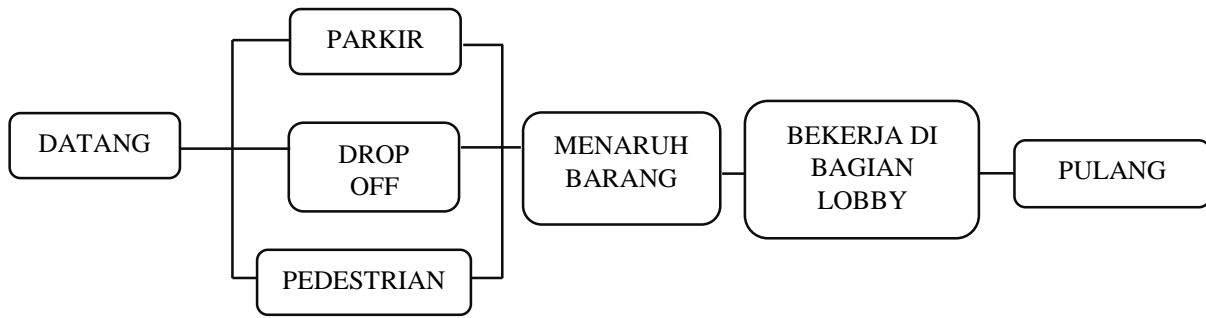 DATANG
PARKIR
DROP
OFF
PEDESTRIAN
MENARUH
BARANG
BEKERJA DI
BAGIAN
LOBBY
PULANG